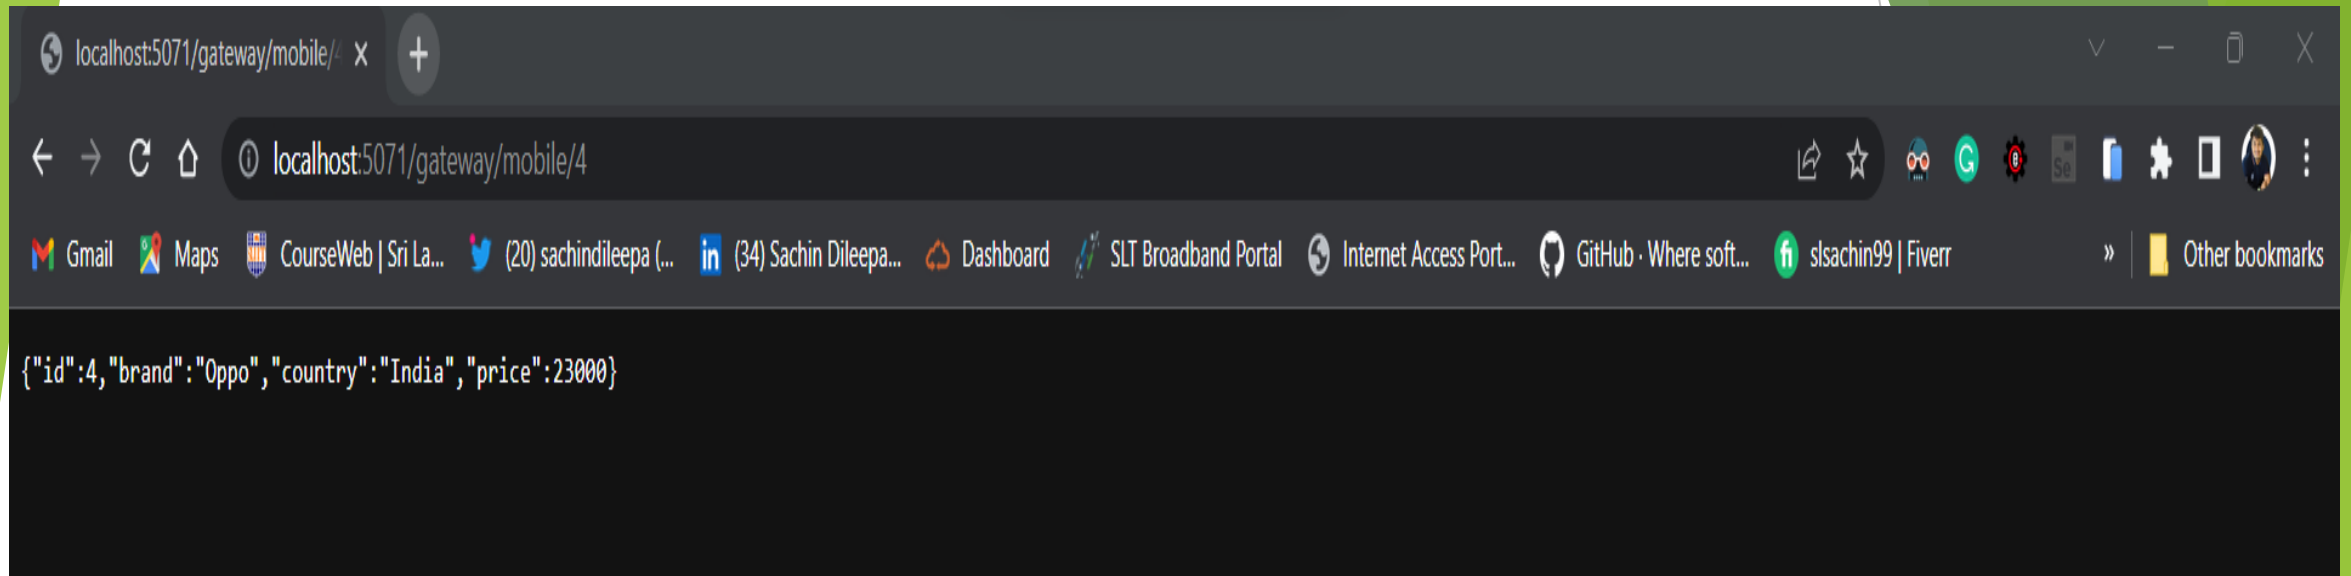 localhost:5071/gateway/mobile/4
localhost:5071/gateway/mobile/4
Gmail Maps CourseWeb | Sri La... (20) sachindileepa (... (34) Sachin Dileepa... Dashboard SLT Broadband Portal Internet Access Port... GitHub · Where soft... slsachin99 | Fiverr » Other bookmarks
{"id":4,"brand":"Oppo","country":"India","price":23000}